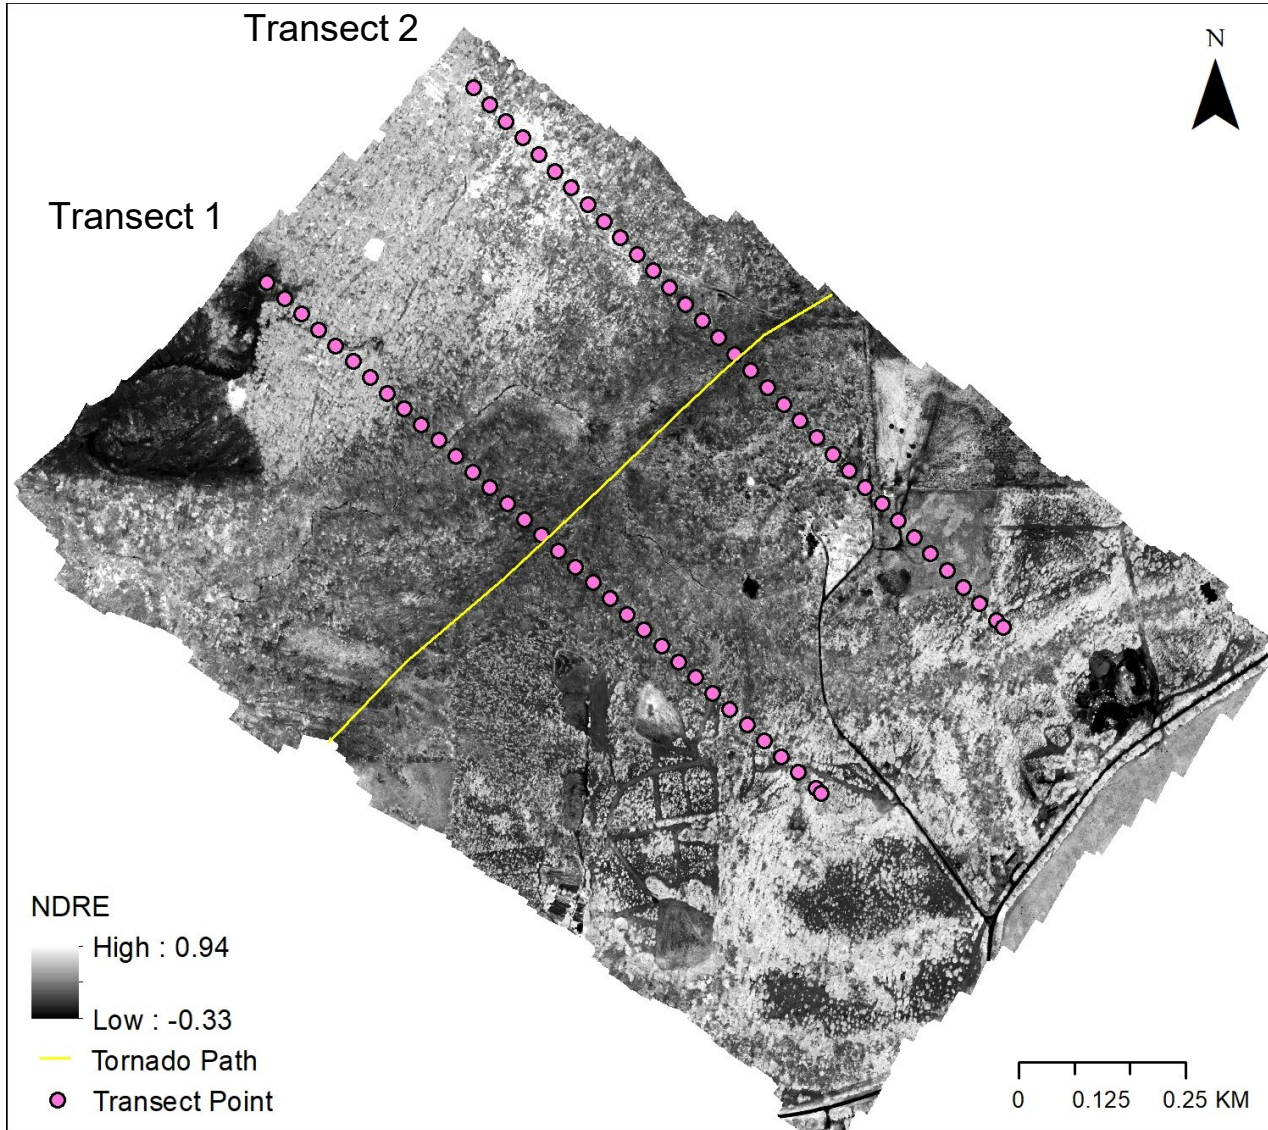 Transect 2
N
Transect 1
NDRE
High : 0.94
Low : -0.33
Tornado Path
Transect Point
0 0.125 0.25 KM